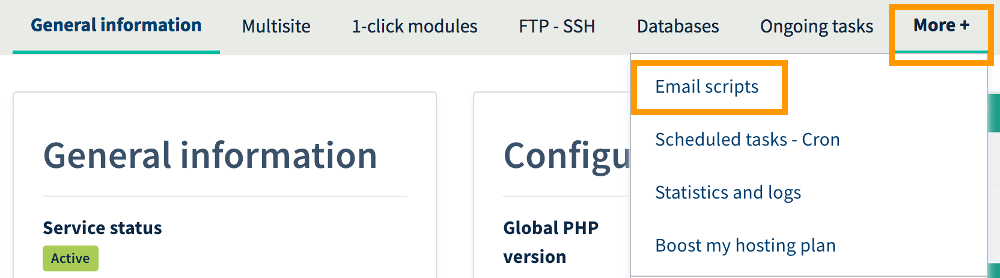 General information Multisite 1-click modules FTP - SSH Databases Ongoing tasks More +
Email scripts
Scheduled tasks - Cron
Statistics and logs
Boost my hosting plan
General information
Service status
Active
Configu
Global PHP
version